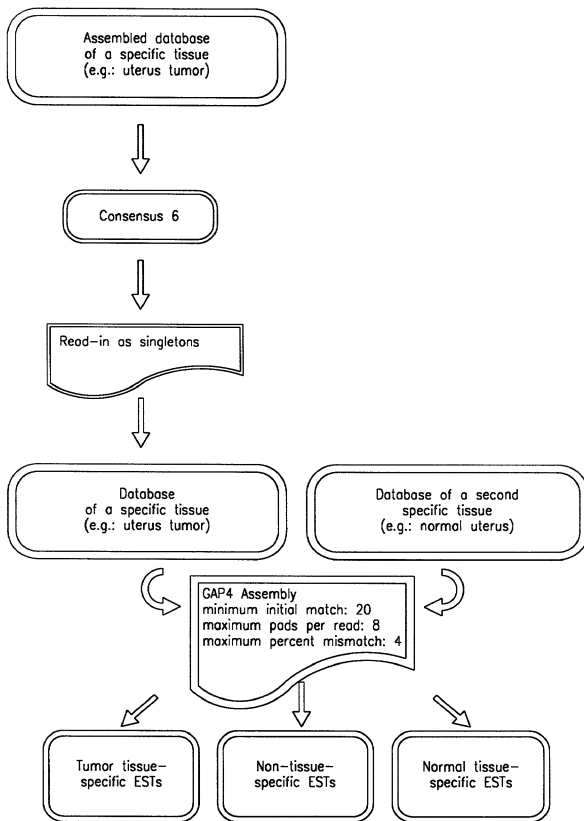 Assembled database
of a specific tissue
(e.g.: uterus tumor)
Consensus 6
Read-in as singletons
Database
of a specific tissue
(e.g.: uterus tumor)
Database of a second
specific tissue
(e.g.: normal uterus)
GAP4 Assembly
minimum initial match: 20
maximum pads per read: 8
maximum percent mismatch: 4
Tumor tissue-
specific ESTs
Non-tissue-
specific ESTs
Normal tissue-
specific ESTs